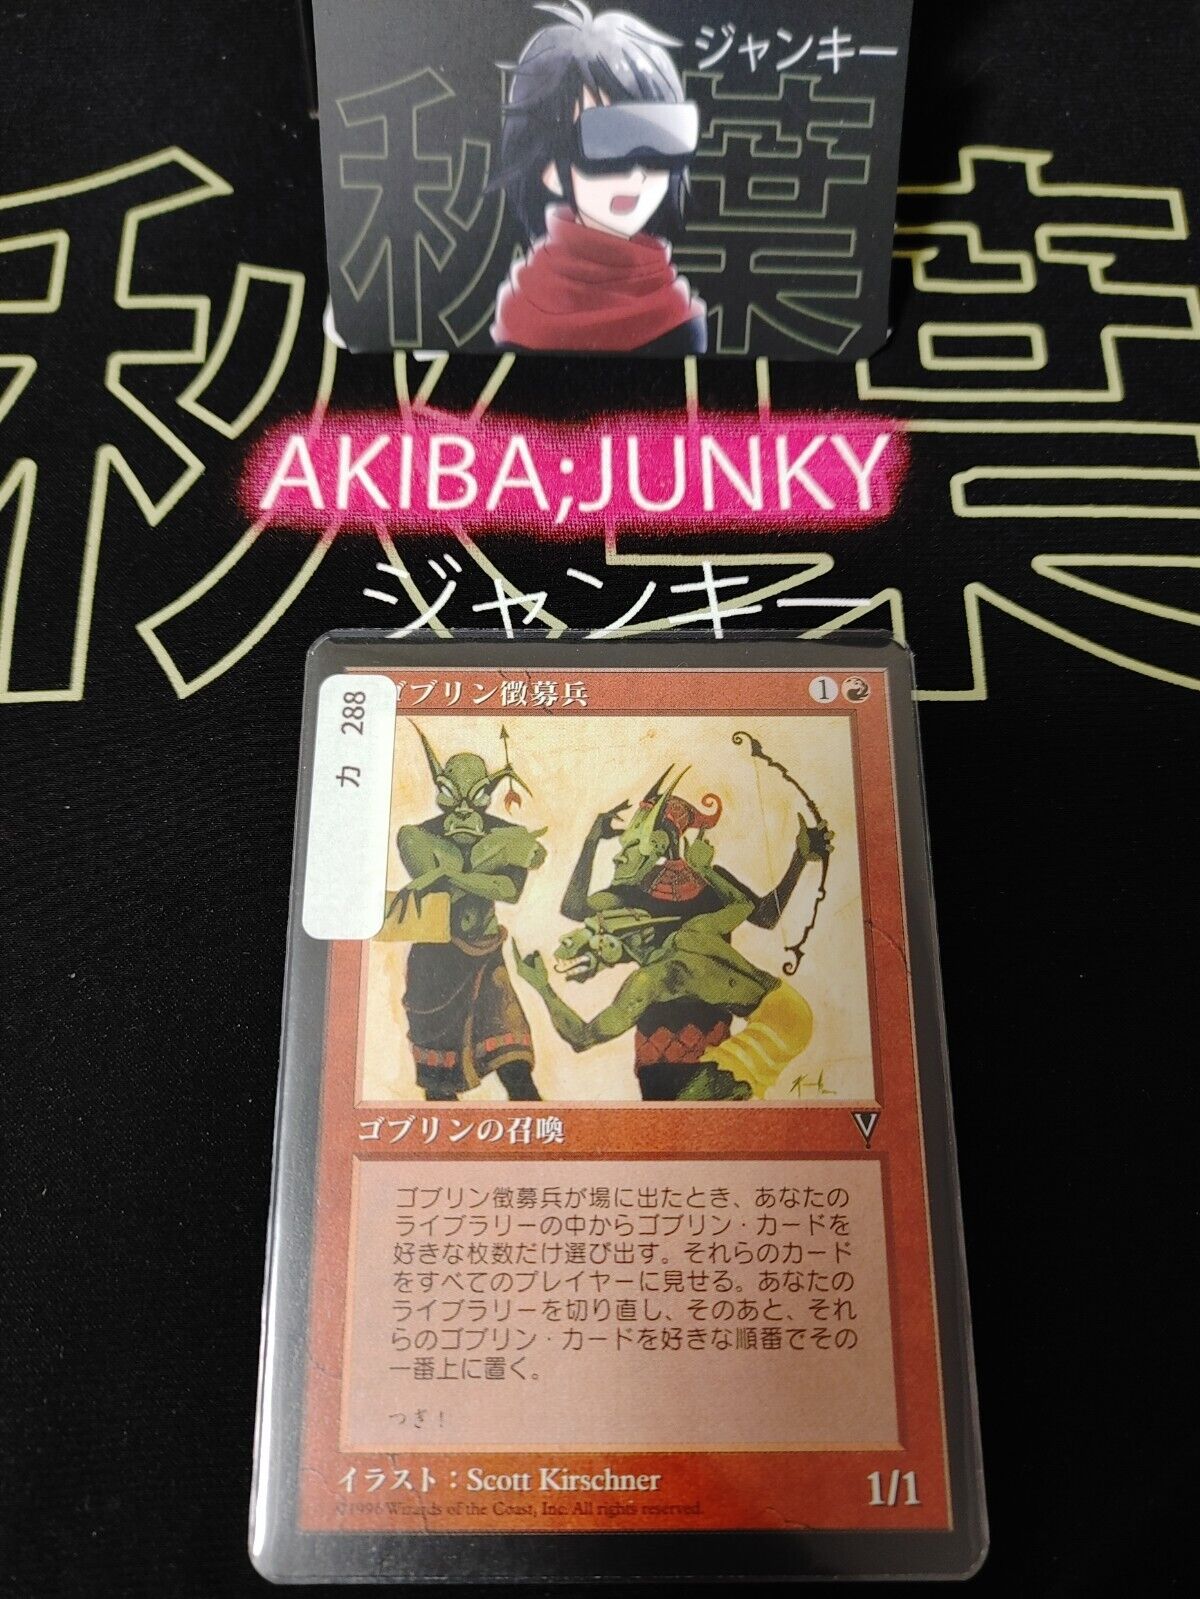 ジャンキー
秋葉
秋葉
AKIBA;JUNKY
ジャンキー
カ 288
ゴブリン徴募兵
1
ゴブリンの召喚
V
ゴブリン徴募兵が場に出たとき、あなたの
ライブラリーの中からゴブリン・カードを
好きな枚数だけ選び出す。それらのカード
をすべてのプレイヤーに見せる。あなたの
ライブラリーを切り直し、そのあと、それ
らのゴブリン・カードを好きな順番でその
一番上に置く。
つぎ！
イラスト：Scott Kirschner
1/1
©1996 Wizards of the Coast, Inc. All rights reserved.